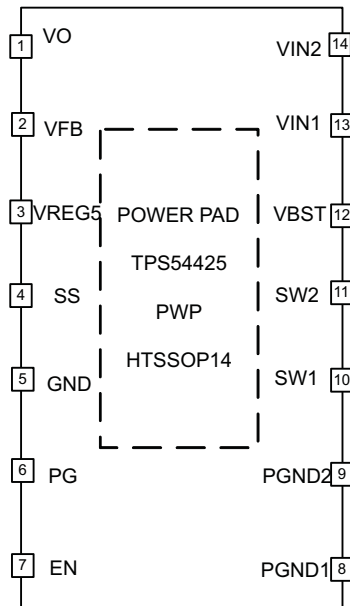 1 VO
VIN2 14
2 VFB
VIN1 13
3 VREG5
POWER PAD
VBST 12
TPS54425
4 SS
SW2 11
PWP
HTSSOP14
5 GND
SW1 10
6 PG
PGND2 9
7 EN
PGND1 8